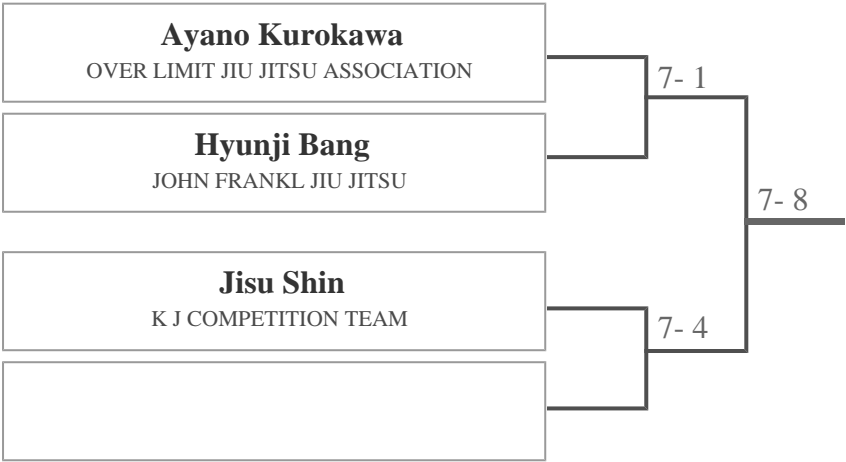 Ayano Kurokawa
OVER LIMIT JIU JITSU ASSOCIATION
7- 1
Hyunji Bang
JOHN FRANKL JIU JITSU
7- 8
Jisu Shin
K J COMPETITION TEAM
7- 4